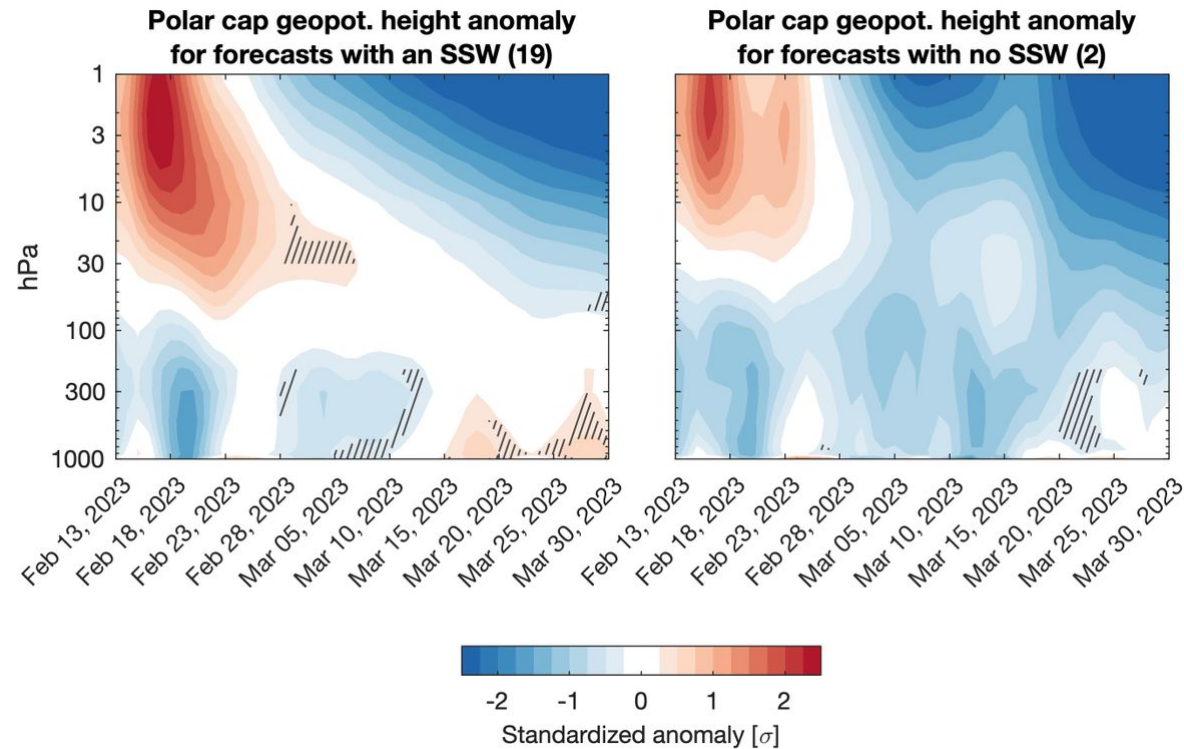 Polar cap geopot. height anomaly
for forecasts with an SSW (19)
Polar cap geopot. height anomaly
for forecasts with no SSW (2)
hPa
1
3
10
30
100
300
1000
Feb 13, 2023
Feb 18, 2023
Feb 23, 2023
Feb 28, 2023
Mar 05, 2023
Mar 10, 2023
Mar 15, 2023
Mar 20, 2023
Mar 25, 2023
Mar 30, 2023
Feb 13, 2023
Feb 18, 2023
Feb 23, 2023
Feb 28, 2023
Mar 05, 2023
Mar 10, 2023
Mar 15, 2023
Mar 20, 2023
Mar 25, 2023
Mar 30, 2023
-2 -1 0 1 2
Standardized anomaly [σ]